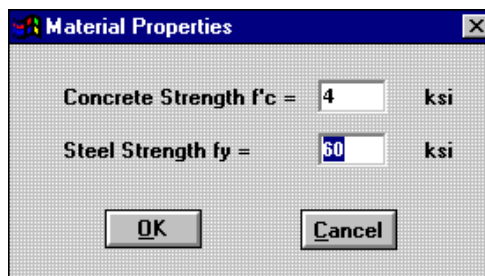 Material Properties
Concrete Strength f'c = 4 ksi
Steel Strength fy = 60 ksi
OK Cancel